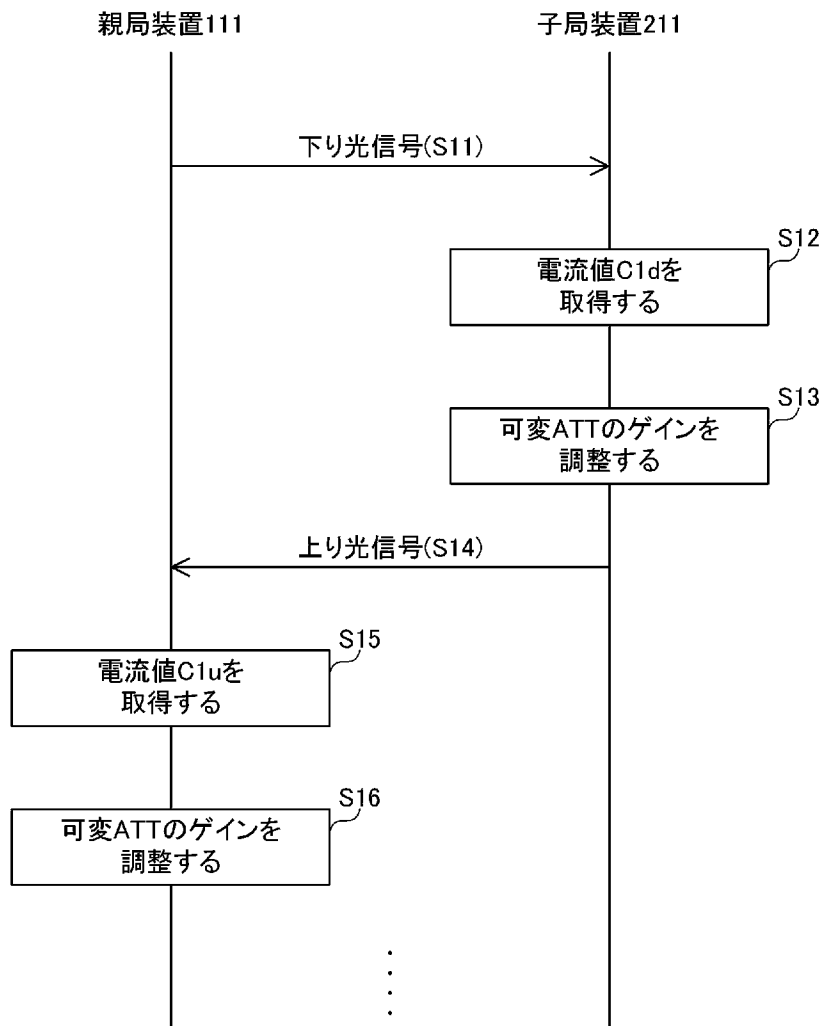 親局装置111
子局装置211
下り光信号(S11)
S12
電流値C1dを
取得する
S13
可変ATTのゲインを
調整する
上り光信号(S14)
S15
電流値C1uを
取得する
S16
可変ATTのゲインを
調整する